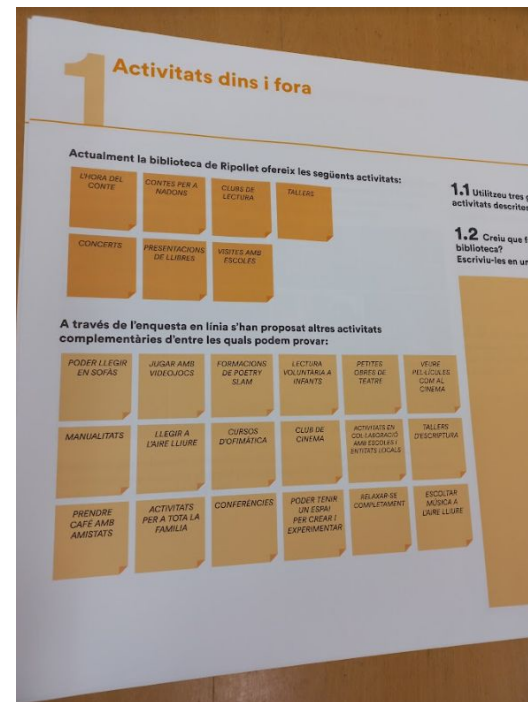 1
Activitats dins i fora
Actualment la biblioteca de Ripollet ofereix les següents activitats:
L'HORA DEL
CONTE
CONTES PER A
NADONS
CLUBS DE
LECTURA
TALLERS
CONCERTS
PRESENTACIONS
DE LLIBRES
VISITES AMB
ESCOLES
A través de l'enquesta en línia s'han proposat altres activitats
complementàries d'entre les quals podem provar:
PODER LLEGIR
EN SOFÀS
JUGAR AMB
VIDEOJOCS
FORMACIONS
DE POETRY
SLAM
LECTURA
VOLUNTÀRIA A
INFANTS
PETITES
OBRES DE
TEATRE
VEURE
PEL·LÍCULES
COM AL
CINEMA
MANUALITATS
LLEGIR A
L'AIRE LLIURE
CURSOS
D'OFIMÀTICA
CLUB DE
CINEMA
ACTIVITATS EN
COL·LABORACIÓ
AMB ESCOLES I
ENTITATS LOCALS
TALLERS
D'ESCRIPTURA
PRENDRE
CAFÉ AMB
AMISTATS
ACTIVITATS
PER A TOTA LA
FAMILIA
CONFERÈNCIES
PODER TENIR
UN ESPAI
PER CREAR I
EXPERIMENTAR
RELAXAR-SE
COMPLETAMENT
ESCOLTAR
MÚSICA A
L'AIRE LLIURE
1.1 Utilitzeu tres
activitats
1.2 Creiu que
biblioteca?
Escriviu-les en